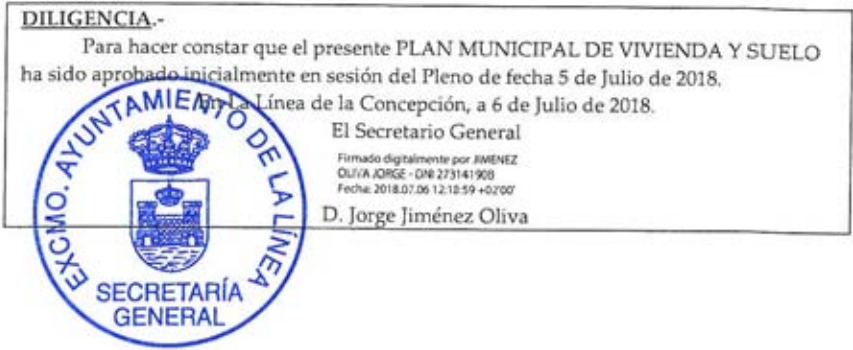 DILIGENCIA.-
Para hacer constar que el presente PLAN MUNICIPAL DE VIVIENDA Y SUELO
ha sido aprobado inicialmente en sesión del Pleno de fecha 5 de Julio de 2018.
En La Línea de la Concepción, a 6 de Julio de 2018.
El Secretario General
Firmado digitalmente por JIMENEZ
OLIVA JORGE - DNI 27314190B
Fecha: 2018.07.06 12:18:59 +02'00'
D. Jorge Jiménez Oliva
EXCMO. AYUNTAMIENTO DE LA LÍNEA
SECRETARÍA
GENERAL